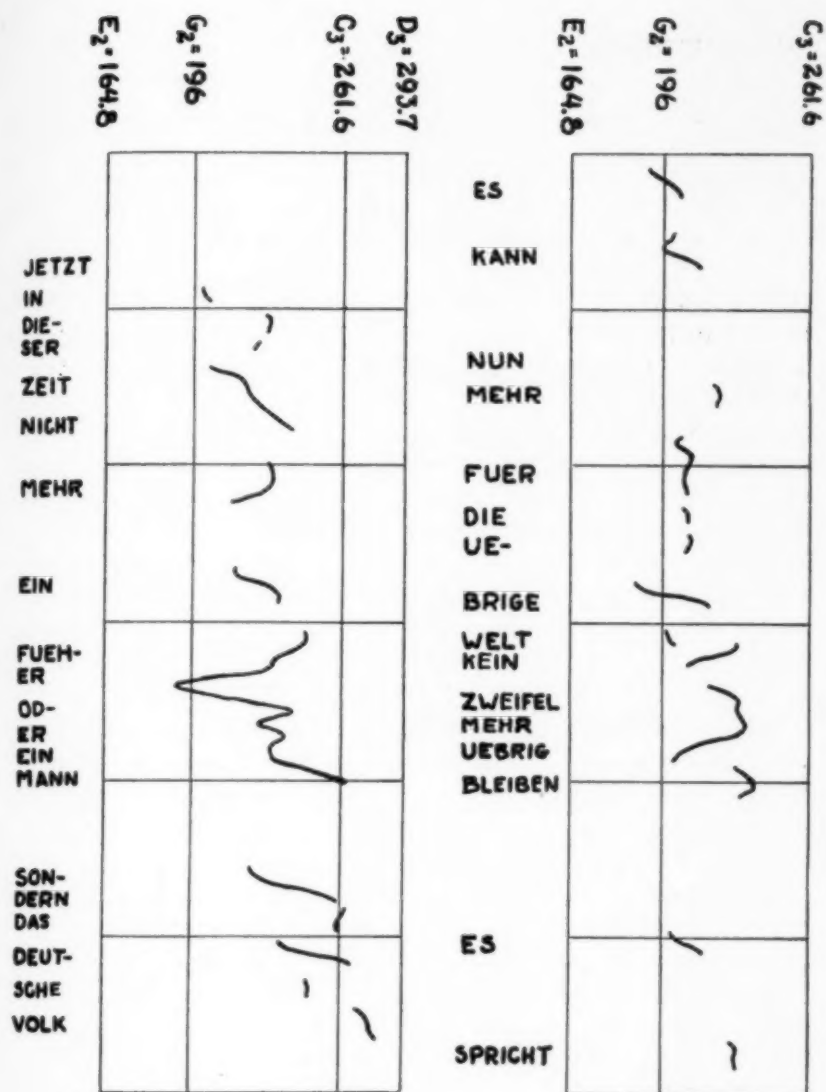 E₂=164.8
G₂=196
C₃=261.6
D₃=293.7
JETZT
IN
DIE-
SER
ZEIT
NICHT
MEHR
EIN
FUEH-
ER
OD-
ER
EIN
MANN
SON-
DERN
DAS
DEUT-
SCHE
VOLK
E₂=164.8
G₂=196
C₃=261.6
ES
KANN
NUN
MEHR
FUER
DIE
UE-
BRIGE
WELT
KEIN
ZWEIFEL
MEHR
UEBRIG
BLEIBEN
ES
SPRICHT